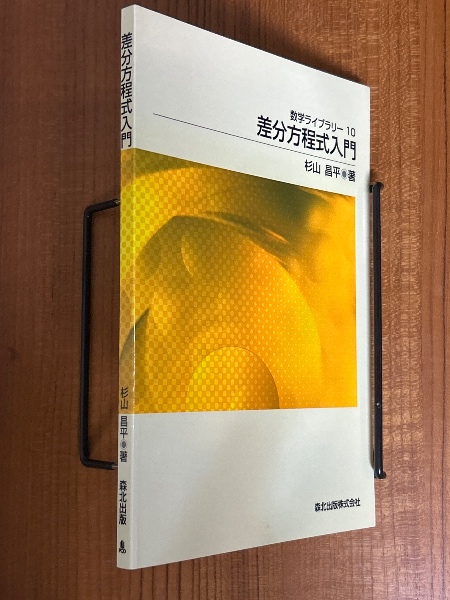 数学ライブラリー 10
差分方程式入門
杉山 昌平●著
森北出版株式会社
差分方程式入門
杉山 昌平●著
森北出版